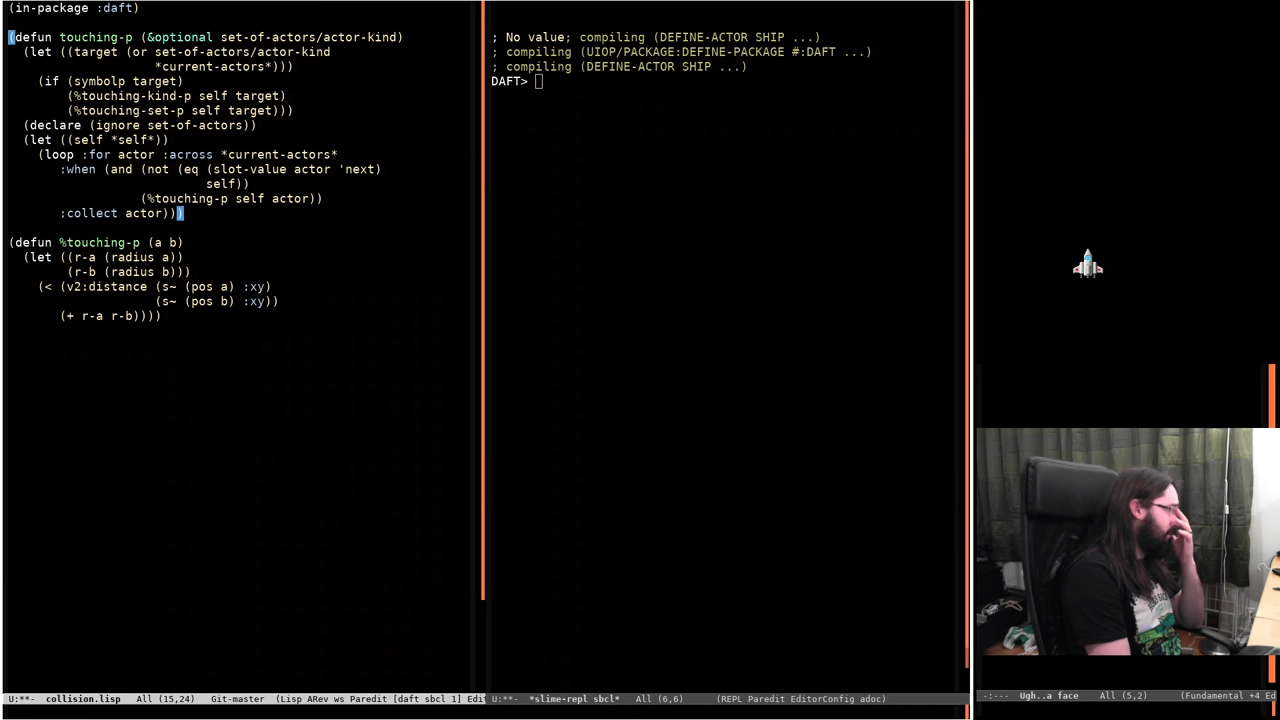 (in-package :daft)
(defun touching-p (&optional set-of-actors/actor-kind)
  (let ((target (or set-of-actors/actor-kind
                    *current-actors*)))
    (if (symbolp target)
        (%touching-kind-p self target)
        (%touching-set-p self target)))
  (declare (ignore set-of-actors))
  (let ((self *self*))
    (loop :for actor :across *current-actors*
       :when (and (not (eq (slot-value actor 'next)
                           self))
                  (%touching-p self actor))
       :collect actor)))
(defun %touching-p (a b)
  (let ((r-a (radius a))
        (r-b (radius b)))
    (< (v2:distance (s~ (pos a) :xy)
                    (s~ (pos b) :xy))
       (+ r-a r-b))))
U:**-  collision.lisp   All (15,24)   Git-master   (Lisp ARev ws Paredit [daft sbcl 1] Edit
; No value; compiling (DEFINE-ACTOR SHIP ...)
; compiling (UIOP/PACKAGE:DEFINE-PACKAGE #:DAFT ...)
; compiling (DEFINE-ACTOR SHIP ...)
DAFT>
U:**-  *slime-repl sbcl*   All (6,6)   (REPL Paredit EditorConfig adoc)
-:---  Ugh..a face   All (5,2)   (Fundamental +4 Ed